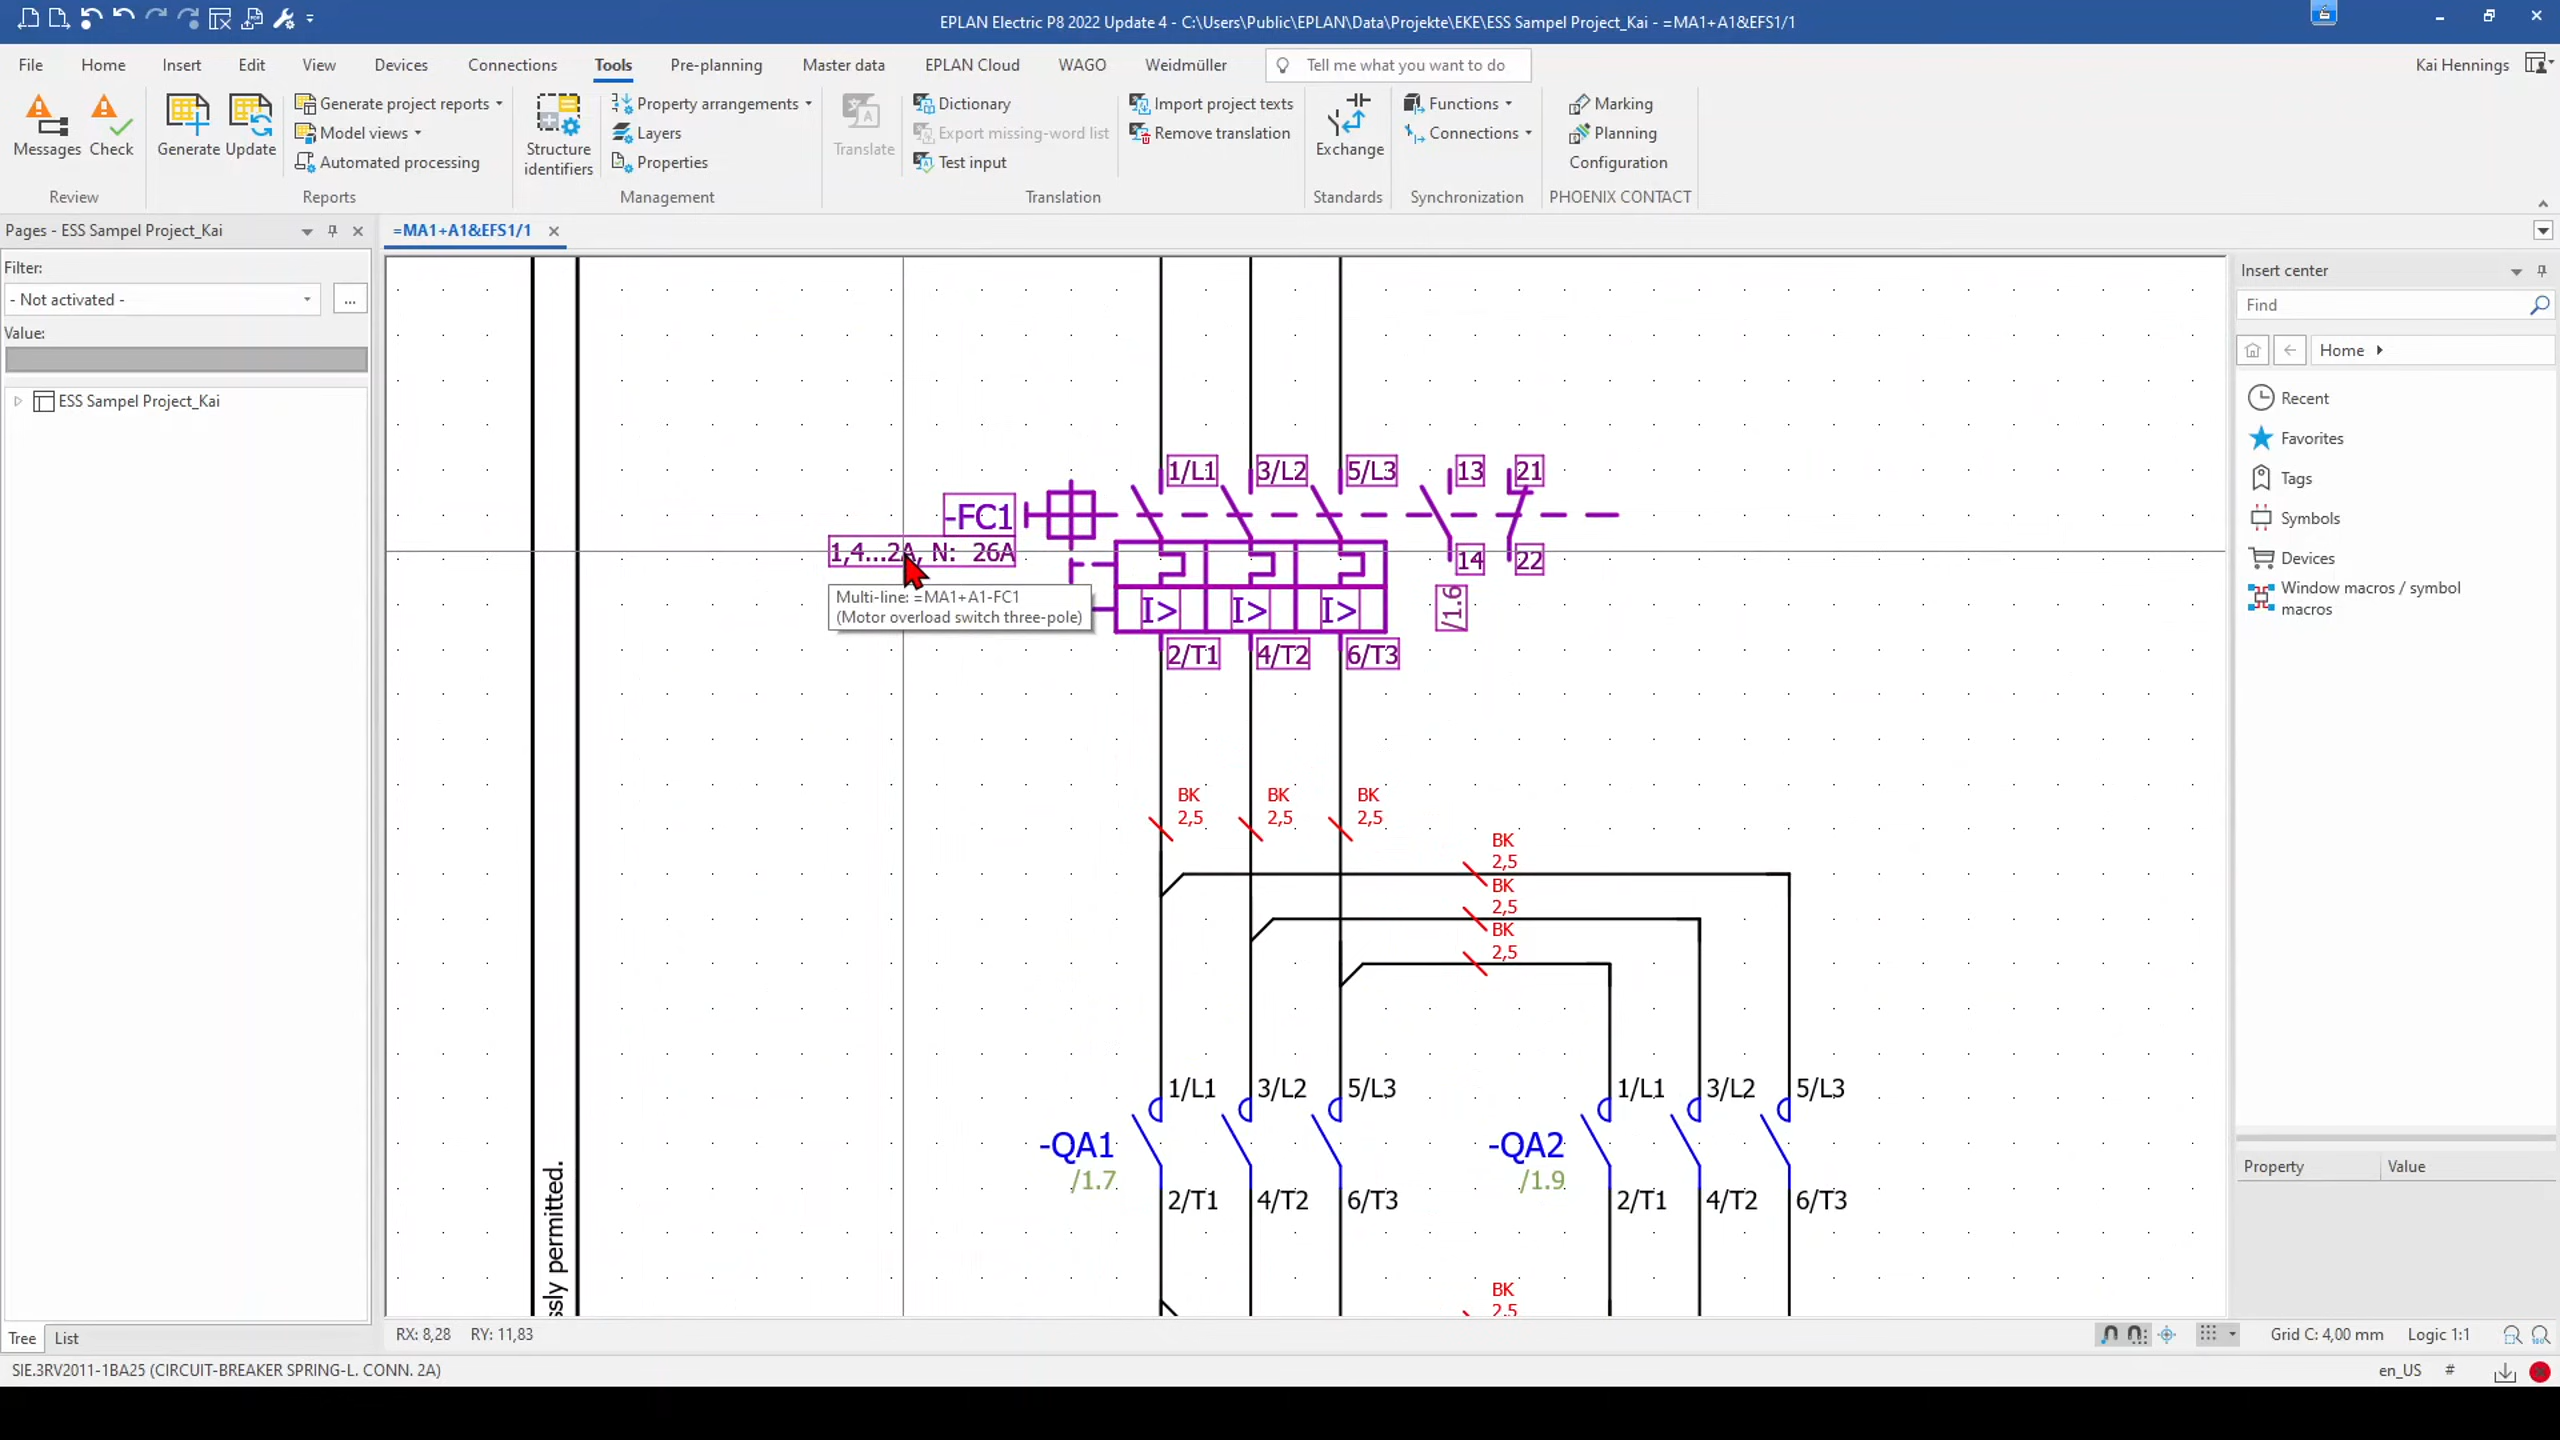 EPLAN Electric P8 2022 Update 4 - C:\Users\Public\EPLAN\Data\Projekte\EKE\ESS Sampel Project_Kai - =MA1+A1&EFS1/1
File Home Insert Edit View Devices Connections Tools Pre-planning Master data EPLAN Cloud WAGO Weidmüller Tell me what you want to do Kai Hennings
Messages Check
Review
Generate Update
Generate project reports
Model views
Automated processing
Reports
Structure identifiers
Property arrangements
Layers
Properties
Management
Translate
Dictionary
Export missing-word list
Test input
Import project texts
Remove translation
Translation
Exchange
Standards
Functions
Connections
Synchronization
Marking
Planning
Configuration
PHOENIX CONTACT
Pages - ESS Sampel Project_Kai
Filter:
- Not activated -
...
Value:
ESS Sampel Project_Kai
Tree List
=MA1+A1&EFS1/1
1/L1 3/L2 5/L3 13 21
-FC1
1,4...2A, N: 26A
14 22
Multi-line: =MA1+A1-FC1
(Motor overload switch three-pole)
I> I> I>
/1.6
2/T1 4/T2 6/T3
BK BK BK
2,5 2,5 2,5
BK
2,5
BK
2,5
BK
2,5
1/L1 3/L2 5/L3 1/L1 3/L2 5/L3
-QA1 -QA2
/1.7 /1.9
2/T1 4/T2 6/T3 2/T1 4/T2 6/T3
BK
2,5
ssly permitted.
Insert center
Find
Home
Recent
Favorites
Tags
Symbols
Devices
Window macros / symbol
macros
Property Value
RX: 8,28 RY: 11,83 Grid C: 4,00 mm Logic 1:1
SIE.3RV2011-1BA25 (CIRCUIT-BREAKER SPRING-L. CONN. 2A) en_US #